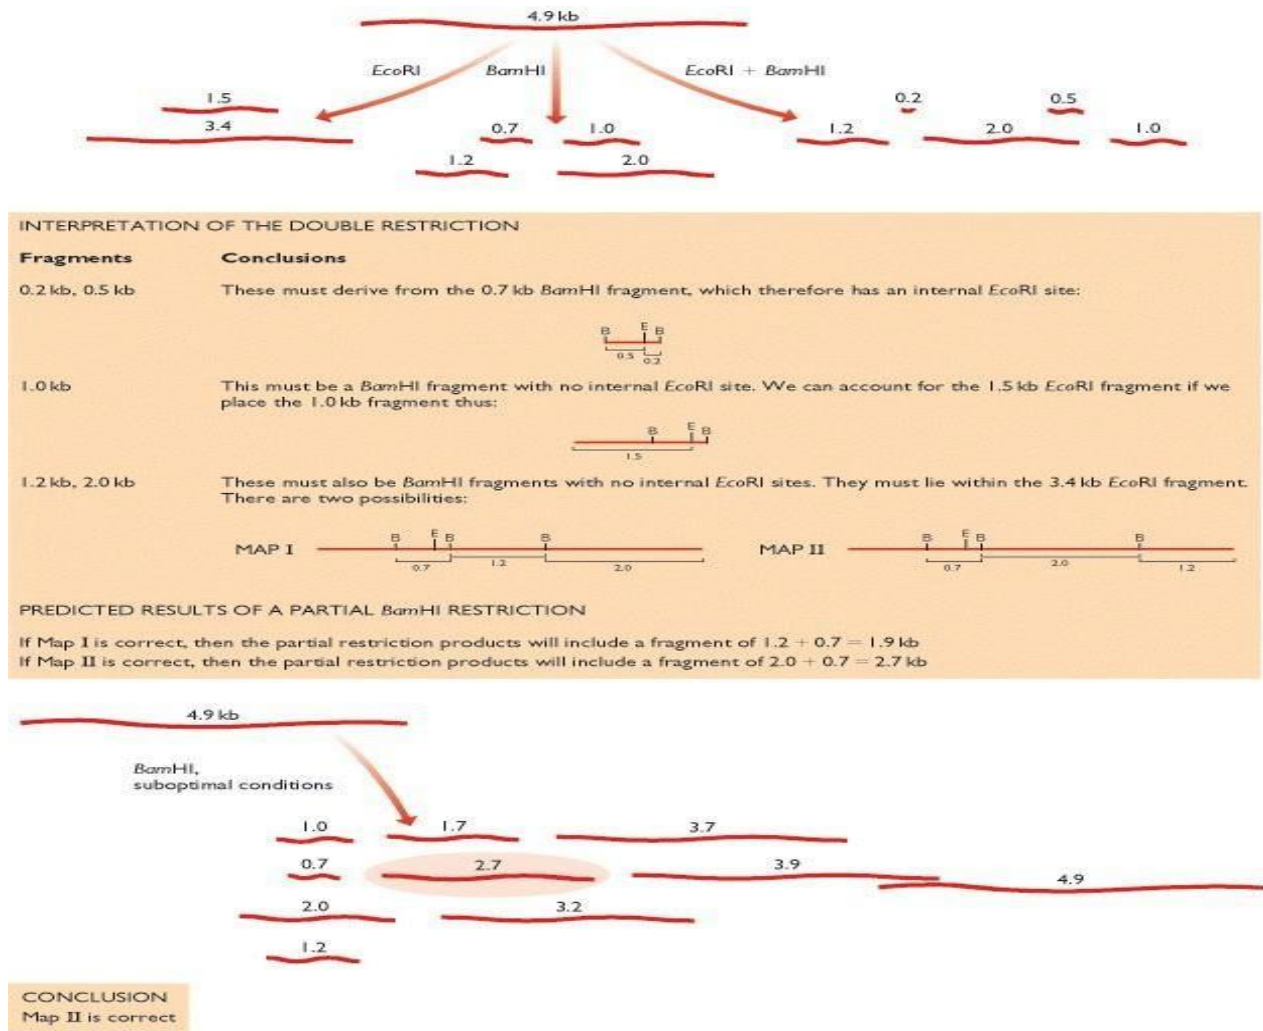 4.9 kb
EcoRI BamHI EcoRI + BamHI
1.5 0.2 0.5
3.4 0.7 1.0 1.2 2.0 1.0
1.2 2.0
INTERPRETATION OF THE DOUBLE RESTRICTION
Fragments Conclusions
0.2 kb, 0.5 kb These must derive from the 0.7 kb BamHI fragment, which therefore has an internal EcoRI site:
B E B
0.5 0.2
1.0 kb This must be a BamHI fragment with no internal EcoRI site. We can account for the 1.5 kb EcoRI fragment if we
place the 1.0 kb fragment thus:
B E B
1.5
1.2 kb, 2.0 kb These must also be BamHI fragments with no internal EcoRI sites. They must lie within the 3.4 kb EcoRI fragment.
There are two possibilities:
B E B B B E B B
MAP I MAP II
0.7 1.2 2.0 0.7 2.0 1.2
PREDICTED RESULTS OF A PARTIAL BamHI RESTRICTION
If Map I is correct, then the partial restriction products will include a fragment of 1.2 + 0.7 = 1.9 kb
If Map II is correct, then the partial restriction products will include a fragment of 2.0 + 0.7 = 2.7 kb
4.9 kb
BamHI,
suboptimal conditions
1.0 1.7 3.7
0.7 2.7 3.9 4.9
2.0 3.2
1.2
CONCLUSION
Map II is correct